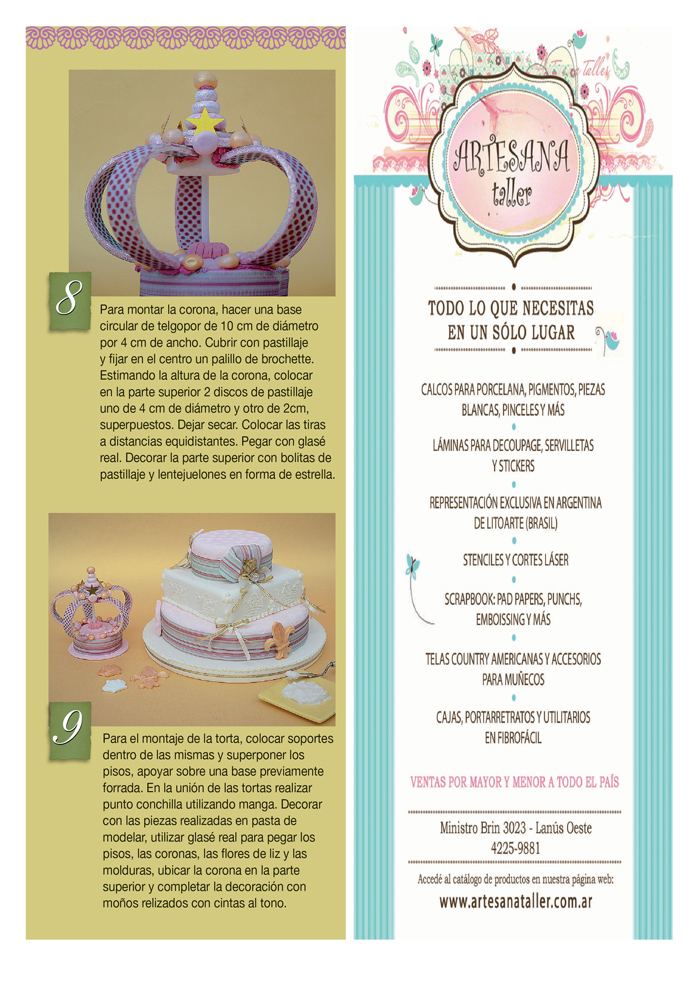 8
Para montar la corona, hacer una base
circular de telgopor de 10 cm de diámetro
por 4 cm de ancho. Cubrir con pastillaje
y fijar en el centro un palillo de brochette.
Estimando la altura de la corona, colocar
en la parte superior 2 discos de pastillaje
uno de 4 cm de diámetro y otro de 2cm,
superpuestos. Dejar secar. Colocar las tiras
a distancias equidistantes. Pegar con glasé
real. Decorar la parte superior con bolitas de
pastillaje y lentejuelones en forma de estrella.
9
Para el montaje de la torta, colocar soportes
dentro de las mismas y superponer los
pisos, apoyar sobre una base previamente
forrada. En la unión de las tortas realizar
punto conchilla utilizando manga. Decorar
con las piezas realizadas en pasta de
modelar, utilizar glasé real para pegar los
pisos, las coronas, las flores de liz y las
molduras, ubicar la corona en la parte
superior y completar la decoración con
moños relizados con cintas al tono.
ARTESANA
taller
TODO LO QUE NECESITAS
EN UN SÓLO LUGAR
CALCOS PARA PORCELANA, PIGMENTOS, PIEZAS
BLANCAS, PINCELES Y MÁS
LÁMINAS PARA DECOUPAGE, SERVILLETAS
Y STICKERS
REPRESENTACIÓN EXCLUSIVA EN ARGENTINA
DE LITOARTE (BRASIL)
STENCILES Y CORTES LÁSER
SCRAPBOOK: PAD PAPERS, PUNCHS,
EMBOISSING Y MÁS
TELAS COUNTRY AMERICANAS Y ACCESORIOS
PARA MUÑECOS
CAJAS, PORTARRETRATOS Y UTILITARIOS
EN FIBROFÁCIL
VENTAS POR MAYOR Y MENOR A TODO EL PAÍS
Ministro Brin 3023 - Lanús Oeste
4225-9881
Accedé al catálogo de productos en nuestra página web:
www.artesanataller.com.ar